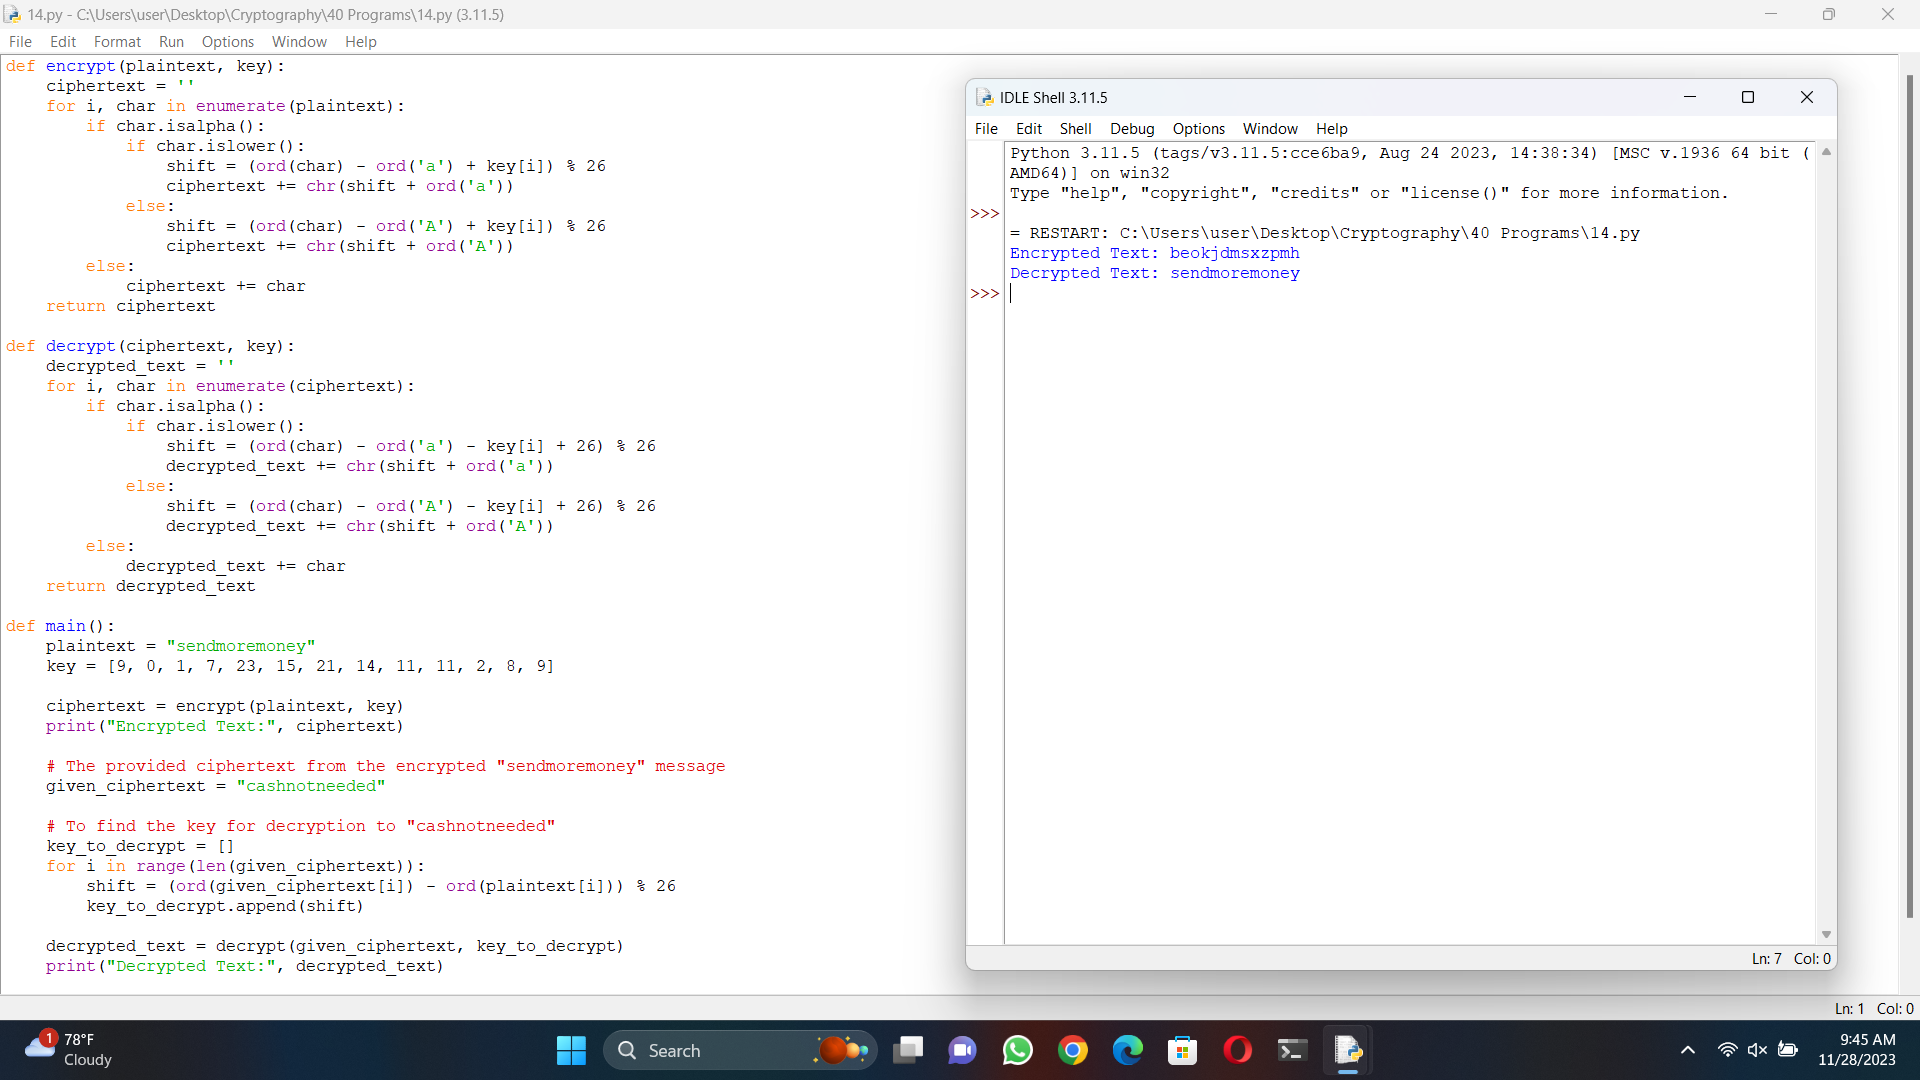 14.py - C:\Users\user\Desktop\Cryptography\40 Programs\14.py (3.11.5)
File Edit Format Run Options Window Help
def encrypt(plaintext, key):
    ciphertext = ''
    for i, char in enumerate(plaintext):
        if char.isalpha():
            if char.islower():
                shift = (ord(char) - ord('a') + key[i]) % 26
                ciphertext += chr(shift + ord('a'))
            else:
                shift = (ord(char) - ord('A') + key[i]) % 26
                ciphertext += chr(shift + ord('A'))
        else:
            ciphertext += char
    return ciphertext
def decrypt(ciphertext, key):
    decrypted_text = ''
    for i, char in enumerate(ciphertext):
        if char.isalpha():
            if char.islower():
                shift = (ord(char) - ord('a') - key[i] + 26) % 26
                decrypted_text += chr(shift + ord('a'))
            else:
                shift = (ord(char) - ord('A') - key[i] + 26) % 26
                decrypted_text += chr(shift + ord('A'))
        else:
            decrypted_text += char
    return decrypted_text
def main():
    plaintext = "sendmoremoney"
    key = [9, 0, 1, 7, 23, 15, 21, 14, 11, 11, 2, 8, 9]
    ciphertext = encrypt(plaintext, key)
    print("Encrypted Text:", ciphertext)
    # The provided ciphertext from the encrypted "sendmoremoney" message
    given_ciphertext = "cashnotneeded"
    # To find the key for decryption to "cashnotneeded"
    key_to_decrypt = []
    for i in range(len(given_ciphertext)):
        shift = (ord(given_ciphertext[i]) - ord(plaintext[i])) % 26
        key_to_decrypt.append(shift)
    decrypted_text = decrypt(given_ciphertext, key_to_decrypt)
    print("Decrypted Text:", decrypted_text)
IDLE Shell 3.11.5
File Edit Shell Debug Options Window Help
Python 3.11.5 (tags/v3.11.5:cce6ba9, Aug 24 2023, 14:38:34) [MSC v.1936 64 bit (
AMD64)] on win32
Type "help", "copyright", "credits" or "license()" for more information.
>>>
= RESTART: C:\Users\user\Desktop\Cryptography\40 Programs\14.py
Encrypted Text: beokjdmsxzpmh
Decrypted Text: sendmoremoney
>>>
Ln: 7 Col: 0
Ln: 1 Col: 0
1
78°F
Cloudy
Search
9:45 AM
11/28/2023